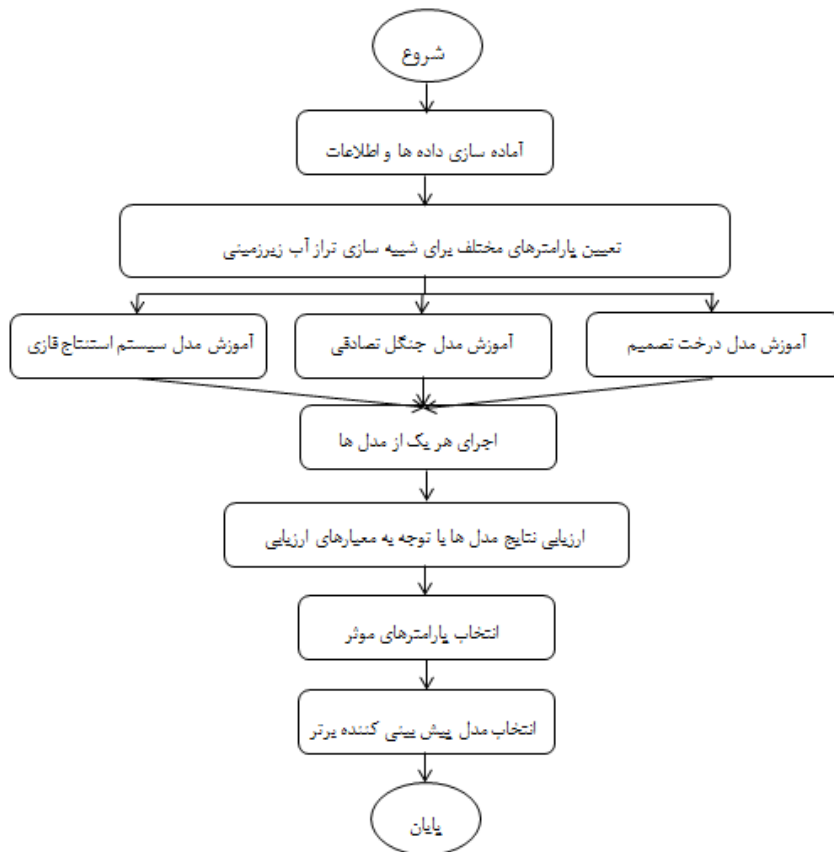 شروع
آماده سازی داده ها و اطلاعات
تعیین پارامترهای مختلف برای شبیه سازی تراز آب زیرزمینی
آموزش مدل درخت تصمیم
آموزش مدل جنگل تصادقی
آموزش مدل سیستم استنتاج قازی
اجرای هر یک از مدل ها
ارزیابی نتایج مدل ها با توجه به معیارهای ارزیابی
انتخاب پارامترهای موثر
انتخاب مدل پیش بینی کننده برتر
پایان